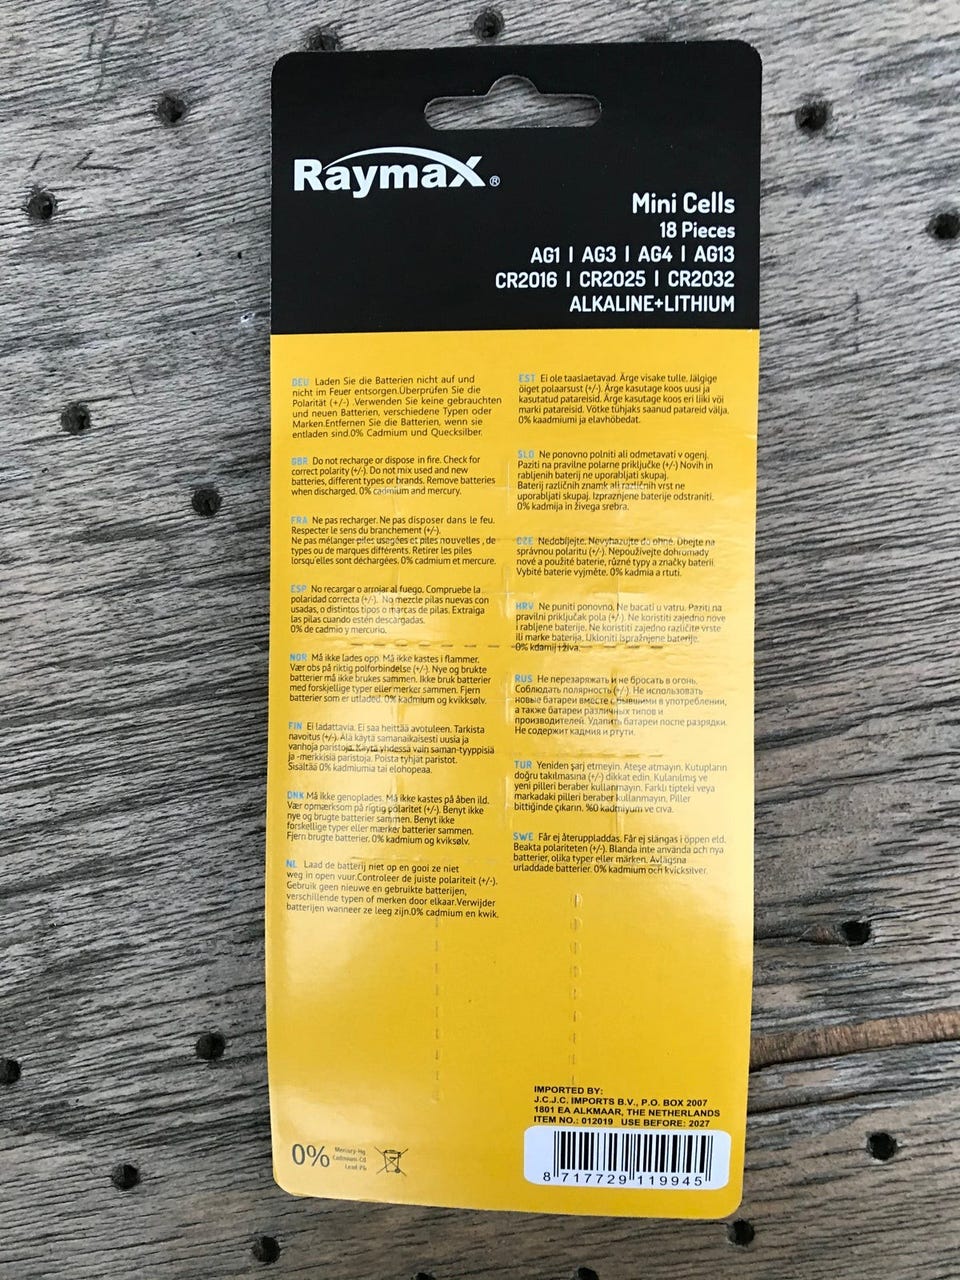 RaymaX®
Mini Cells
18 Pieces
AG1 | AG3 | AG4 | AG13
CR2016 | CR2025 | CR2032
ALKALINE+LITHIUM
DEU Laden Sie die Batterien nicht auf und
nicht im Feuer entsorgen.Überprüfen Sie die
Polarität (+/-) .Verwenden Sie keine gebrauchten
und neuen Batterien, verschiedene Typen oder
Marken.Entfernen Sie die Batterien, wenn sie
entladen sind.0% Cadmium und Quecksilber.
GBR Do not recharge or dispose in fire. Check for
correct polarity (+/-). Do not mix used and new
batteries, different types or brands. Remove batteries
when discharged. 0% cadmium and mercury.
FRA Ne pas recharger. Ne pas disposer dans le feu.
Respecter le sens du branchement (+/-).
Ne pas mélanger piles usagées et piles nouvelles , de
types ou de marques différents. Retirer les piles
lorsqu'elles sont déchargées. 0% cadmium et mercure.
ESP No recargar o arrojar al fuego. Compruebe la
polaridad correcta (+/-). No mezcle pilas nuevas con
usadas, o distintos tipos o marcas de pilas. Extraiga
las pilas cuando estén descargadas.
0% de cadmio y mercurio.
NOR Må ikke lades opp. Må ikke kastes i flammer.
Vær obs på riktig polforbindelse (+/-). Nye og brukte
batterier må ikke brukes sammen. Ikke bruk batterier
med forskjellige typer eller merker sammen. Fjern
batterier som er utladed. 0% kadmium og kvikksølv.
FIN Ei ladattavia. Ei saa heittää avotuleen. Tarkista
navoitus (+/-). Älä käytä samanaikaisesti uusia ja
vanhoja paristoja. Käytä yhdessä vain saman-tyyppisiä
ja -merkkisiä paristoja. Poista tyhjät paristot.
Sisältää 0% kadmiumia tai elohopeaa.
DNK Må ikke genoplades. Må ikke kastes på åben ild.
Vær opmærksom på rigtig polaritet (+/-). Benyt ikke
nye og brugte batterier sammen. Benyt ikke
forskellige typer eller mærker batterier sammen.
Fjern brugte batterier. 0% kadmium og kviksølv.
NL Laad de batterij niet op en gooi ze niet
weg in open vuur.Controleer de juiste polariteit (+/-).
Gebruik geen nieuwe en gebruikte batterijen,
verschillende typen of merken door elkaar.Verwijder
batterijen wanneer ze leeg zijn.0% cadmium en kwik.
EST Ei ole taaslaetavad. Ärge visake tulle. Jälgige
õiget polaarsust (+/-). Ärge kasutage koos uusi ja
kasutatud patareisid. Ärge kasutage koos eri liiki või
marki patareisid. Võtke tühjaks saanud patareid välja.
0% kaadmiumi ja elavhõbedat.
SLO Ne ponovno polniti ali odmetavati v ogenj.
Paziti na pravilne polarne priključke (+/-) Novih in
rabljenih baterij ne uporabljati skupaj.
Baterij različnih znamk ali različnih vrst ne
uporabljati skupaj. Izpraznjene baterije odstraniti.
0% kadmija in živega srebra.
CZE Nedobíjejte. Nevyhazujte do ohně. Dbejte na
správnou polaritu (+/-). Nepoužívejte dohromady
nové a použité baterie, různé typy a značky baterií.
Vybité baterie vyjměte. 0% kadmia a rtuti.
HRV Ne puniti ponovno. Ne bacati u vatru. Paziti na
pravilni priključak pola (+/-). Ne koristiti zajedno nove
i rabljene baterije. Ne koristiti zajedno različite vrste
ili marke baterija. Ukloniti ispražnjene baterije.
0% kdamij i živa.
RUS Не перезаряжать и не бросать в огонь.
Соблюдать полярность (+/-). Не использовать
новые батареи вместе с бывшими в употреблении,
а также батареи различных типов и
производителей. Удалить батареи после разрядки.
Не содержит кадмия и ртути.
TUR Yeniden şarj etmeyin. Ateşe atmayın. Kutupların
doğru takılmasına (+/-) dikkat edin. Kulanılmış ve
yeni pilleri beraber kullanmayın. Farklı tipteki veya
markadaki pilleri beraber kullanmayın. Piller
bittiğinde çıkarın. %0 kadmiyum ve civa.
SWE Får ej återuppladdas. Får ej slängas i öppen eld.
Beakta polariteten (+/-). Blanda inte använda och nya
batterier, olika typer eller märken. Avlägsna
urladdade batterier. 0% kadmium och kvicksilver.
IMPORTED BY:
J.C.J.C. IMPORTS B.V., P.O. BOX 2007
1801 EA ALKMAAR, THE NETHERLANDS
ITEM NO.: 012019 USE BEFORE: 2027
0% Mercury-Hg
Cadmium-Cd
Lead-Pb
8 717729 119945